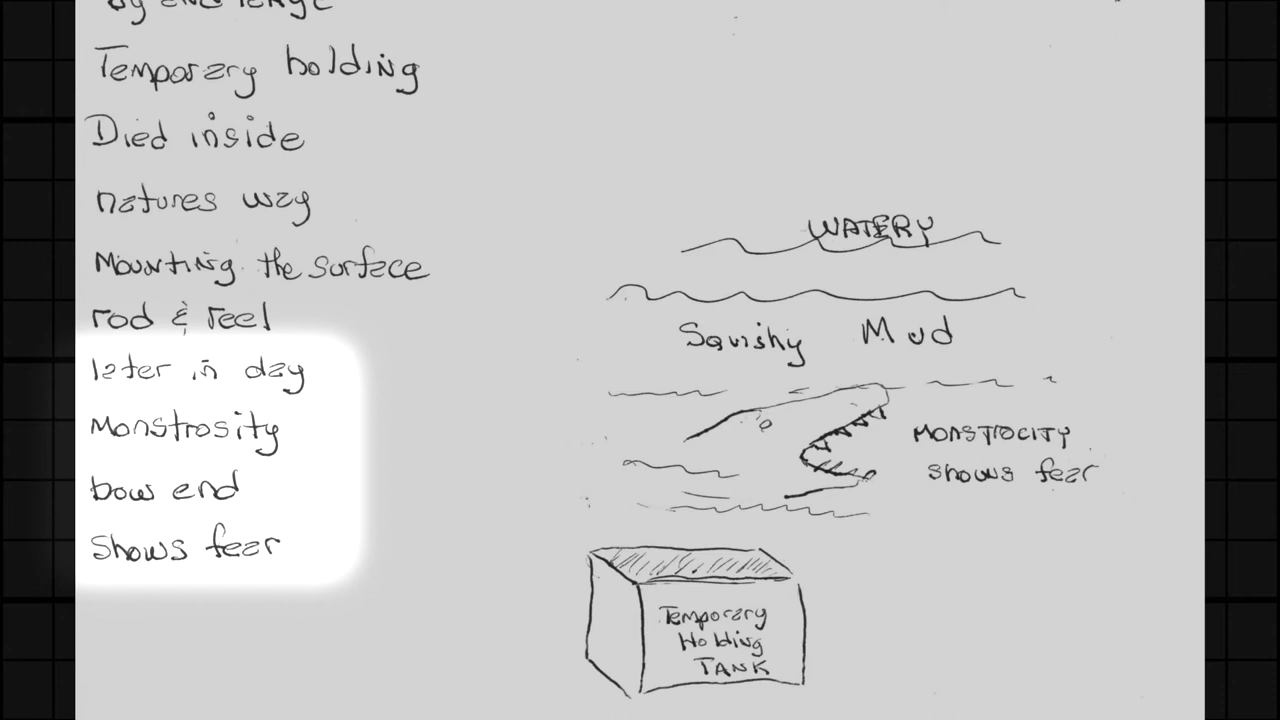 Temporary holding
Died inside
natures way
Mounting the surface
rod & reel
later in day
Monstrosity
bow end
Shows fear
WATERY
Squishy Mud
MONSTROCITY
shows fear
Temporary
Holding
TANK